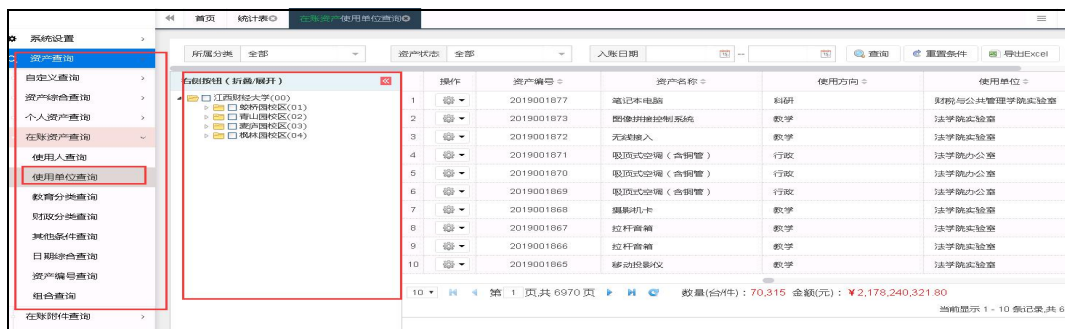 首页 统计表 在账资产使用单位查询
系统设置
资产查询
自定义查询
资产综合查询
个人资产查询
在账资产查询
使用人查询
使用单位查询
教育分类查询
财政分类查询
其他条件查询
日期综合查询
资产编号查询
组合查询
在账附件查询
所属分类 全部 资产状态 全部 入账日期 -- 查询 重置条件 导出Excel
右侧按钮（折叠/展开）
江西财经大学(00)
蛟桥园校区(01)
青山园校区(02)
麦庐园校区(03)
枫林园校区(04)
操作 资产编号 资产名称 使用方向 使用单位
1 2019001877 笔记本电脑 科研 财税与公共管理学院实验室
2 2019001873 图像拼接控制系统 教学 法学院实验室
3 2019001872 无线接入 教学 法学院实验室
4 2019001871 吸顶式空调（含铜管） 行政 法学院办公室
5 2019001870 吸顶式空调（含铜管） 行政 法学院办公室
6 2019001869 吸顶式空调（含铜管） 行政 法学院办公室
7 2019001868 摄影机卡 教学 法学院实验室
8 2019001867 拉杆音箱 教学 法学院实验室
9 2019001866 拉杆音箱 教学 法学院实验室
10 2019001865 移动投影仪 教学 法学院实验室
10 第 1 页,共 6970 页 数量(台/件)：70,315 金额(元)：￥2,178,240,321.80
当前显示 1 - 10 条记录,共 6